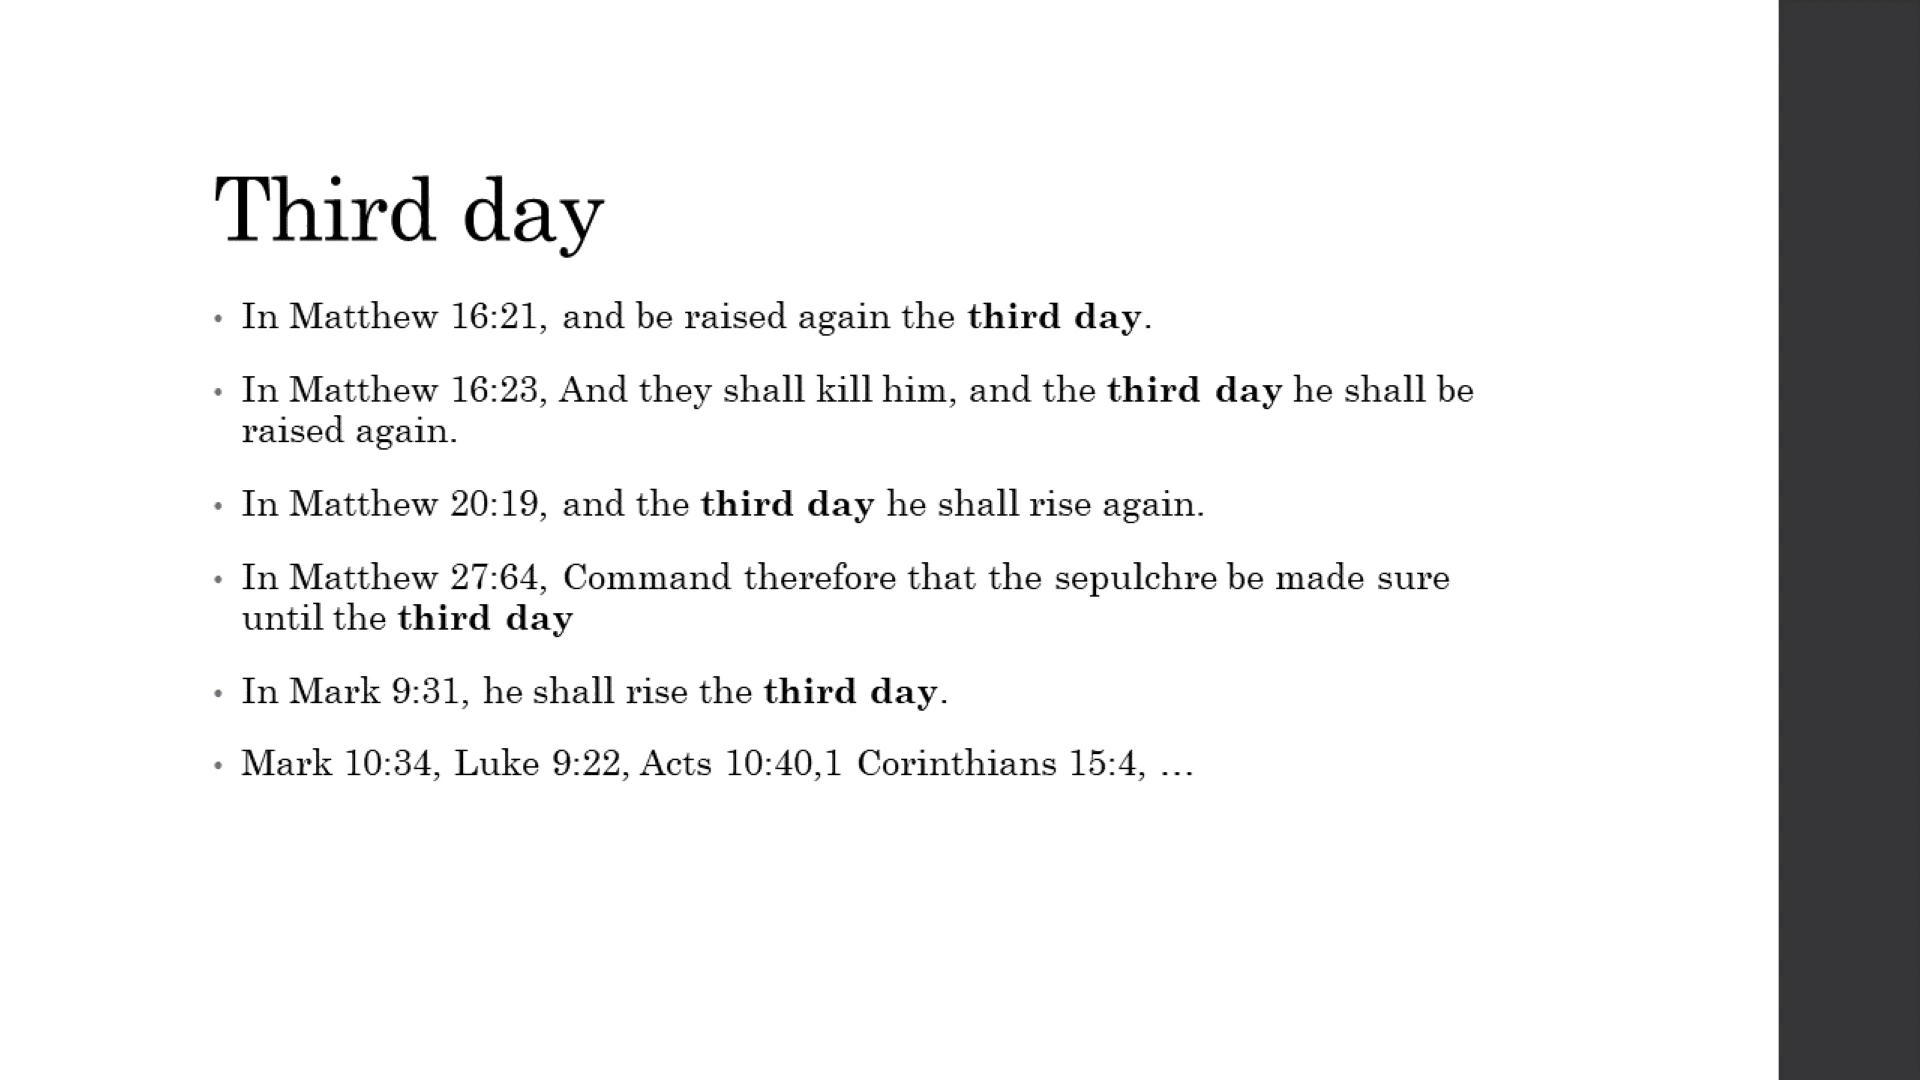 Third day
• In Matthew 16:21, and be raised again the third day.
• In Matthew 16:23, And they shall kill him, and the third day he shall be
raised again.
• In Matthew 20:19, and the third day he shall rise again.
• In Matthew 27:64, Command therefore that the sepulchre be made sure
until the third day
• In Mark 9:31, he shall rise the third day.
• Mark 10:34, Luke 9:22, Acts 10:40,1 Corinthians 15:4, …